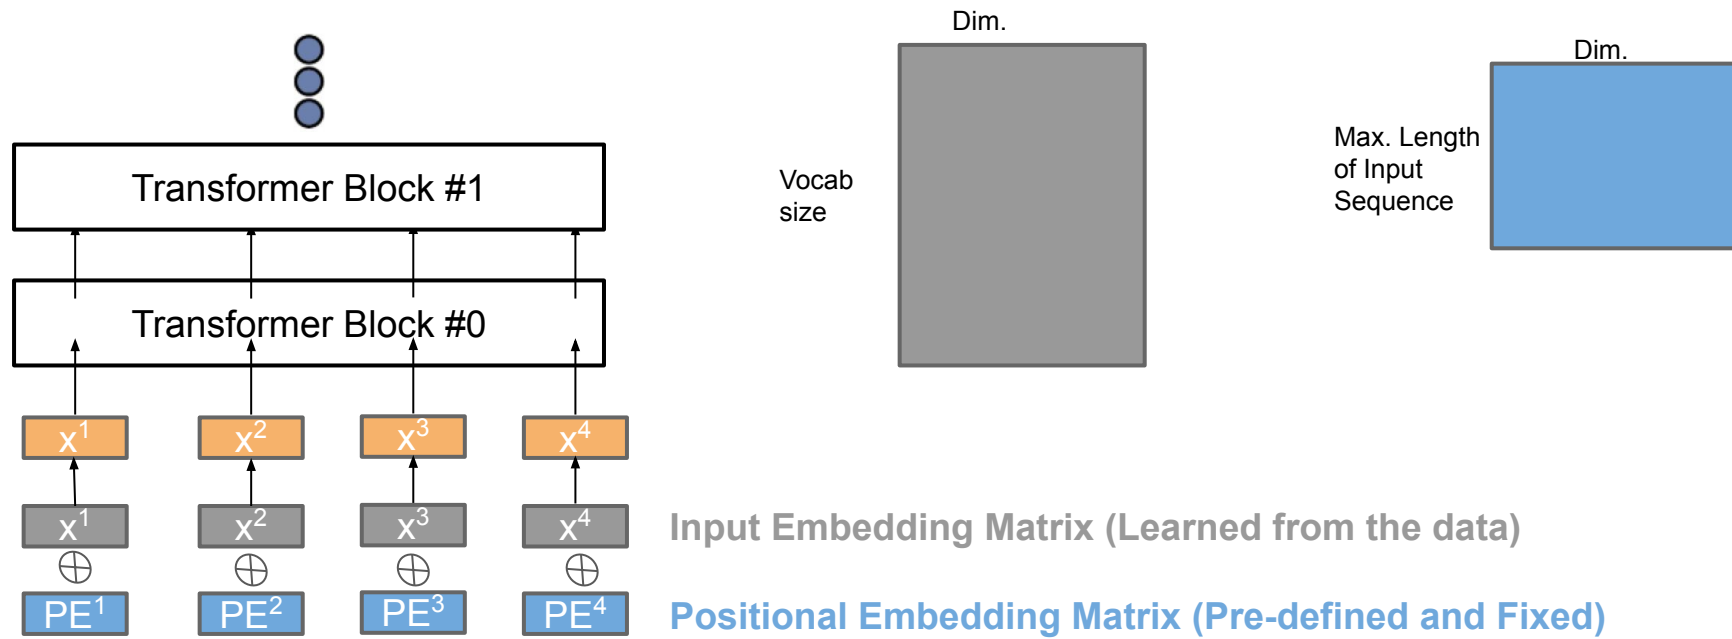 Dim.
Dim.
Transformer Block #1
Vocab
size
Max. Length
of Input
Sequence
Transformer Block #0
x¹ x² x³ x⁴
x¹ x² x³ x⁴
Input Embedding Matrix (Learned from the data)
PE¹ PE² PE³ PE⁴
Positional Embedding Matrix (Pre-defined and Fixed)